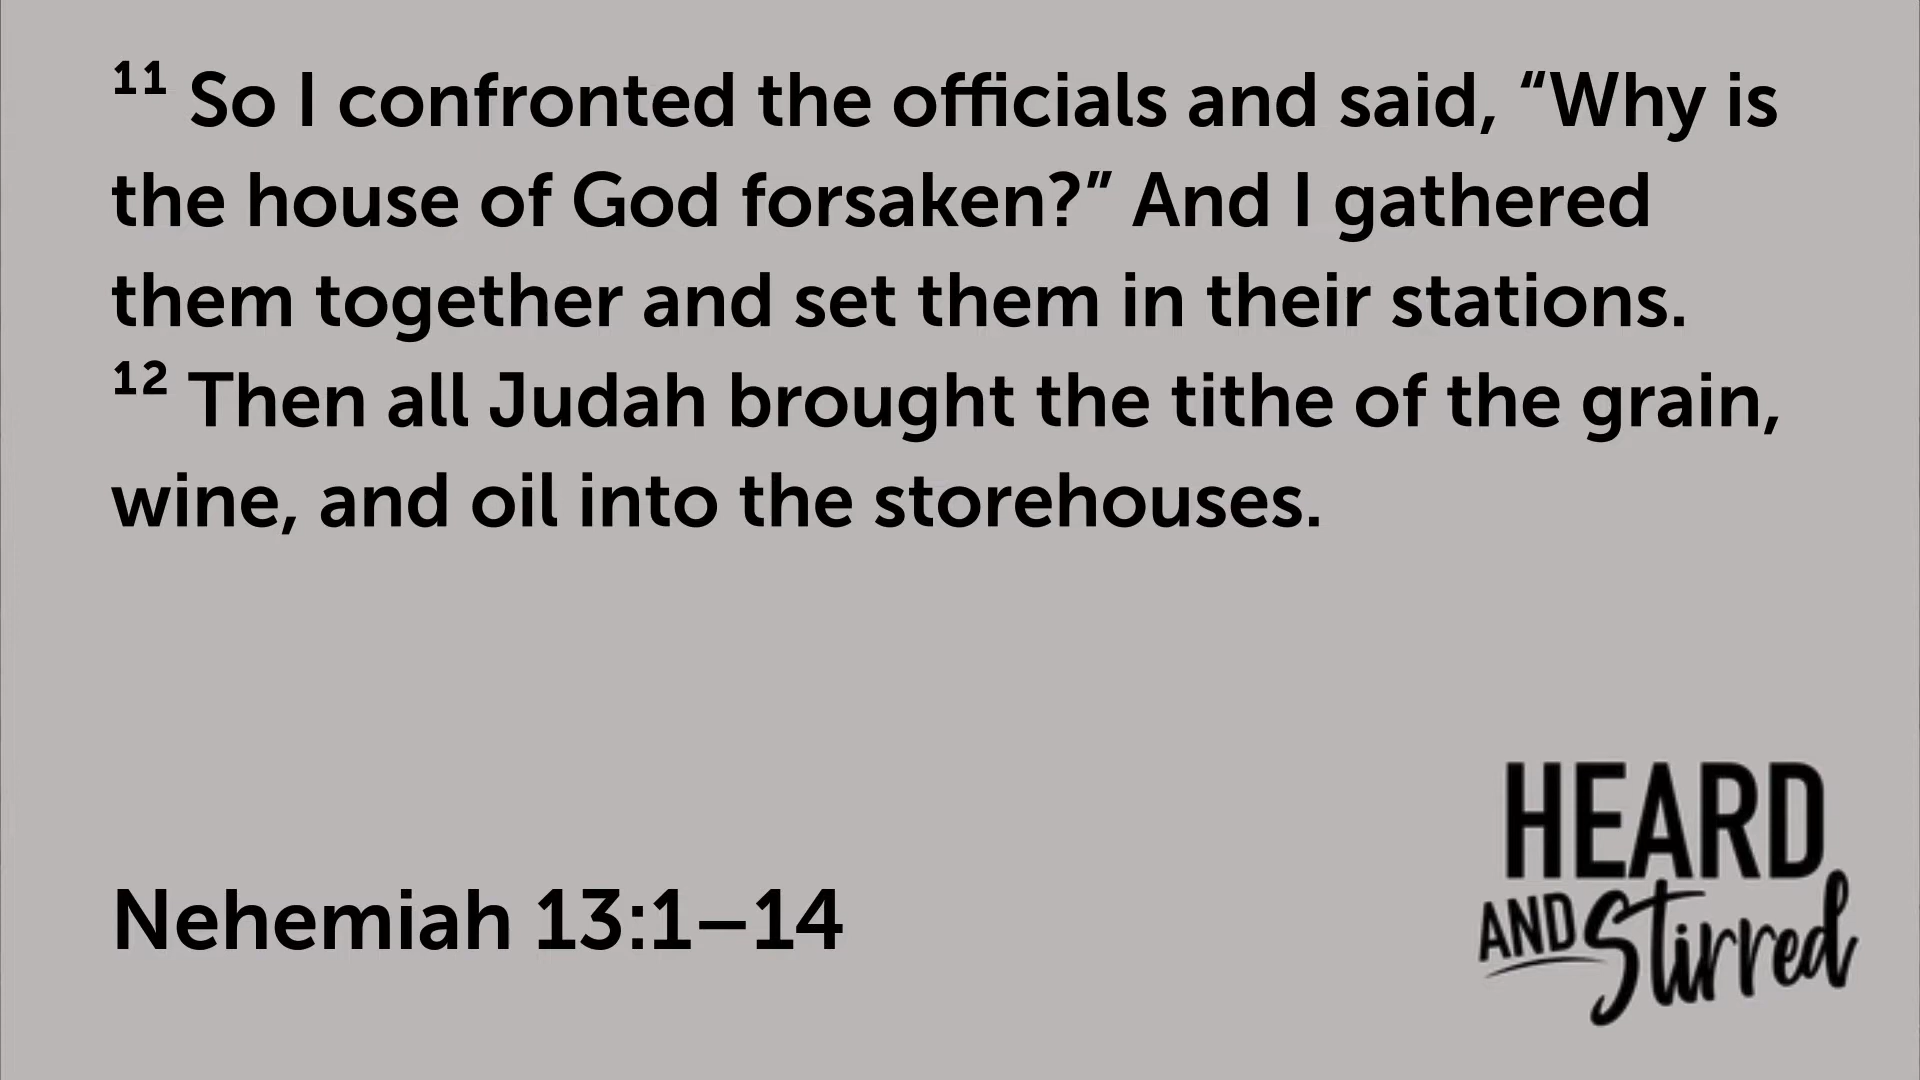 11 So I confronted the officials and said, “Why is
the house of God forsaken?” And I gathered
them together and set them in their stations.
12 Then all Judah brought the tithe of the grain,
wine, and oil into the storehouses.
Nehemiah 13:1–14
HEARD
AND Stirred